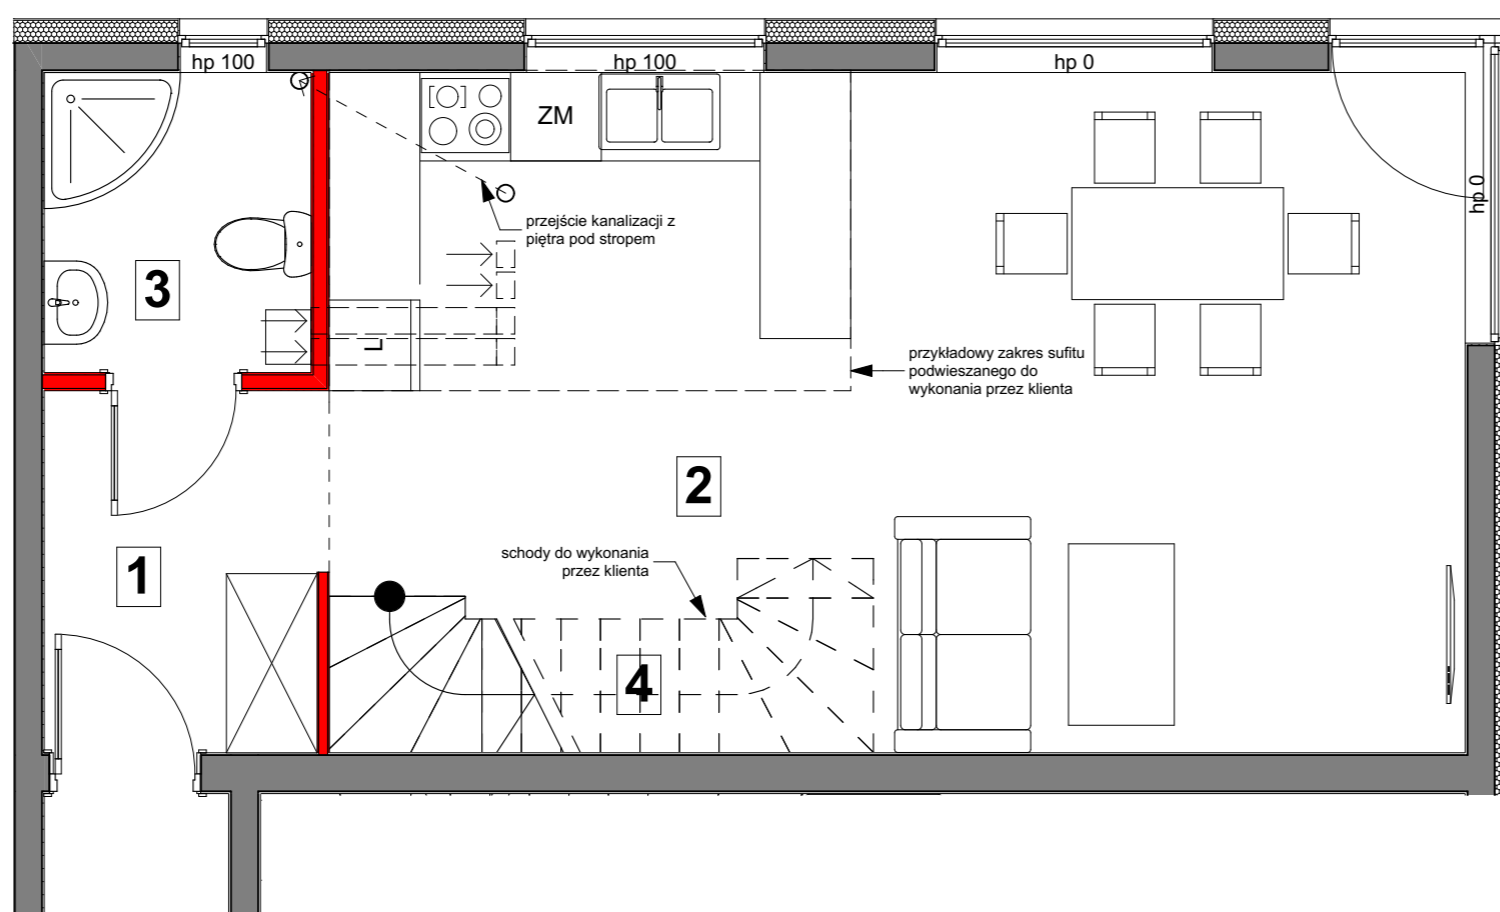 hp 100
hp 100
hp 0
ZM
hp 0
przejście kanalizacji z
piętra pod stropem
3
L
przykładowy zakres sufitu
podwieszanego do
wykonania przez klienta
2
schody do wykonania
przez klienta
1
4